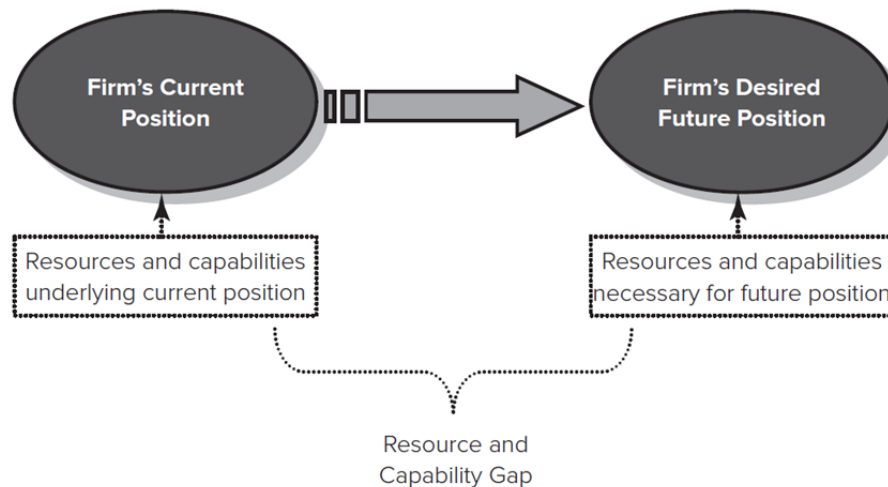 Firm's Current
Position
Firm's Desired
Future Position
Resources and capabilities
underlying current position
Resources and capabilities
necessary for future position
Resource and
Capability Gap